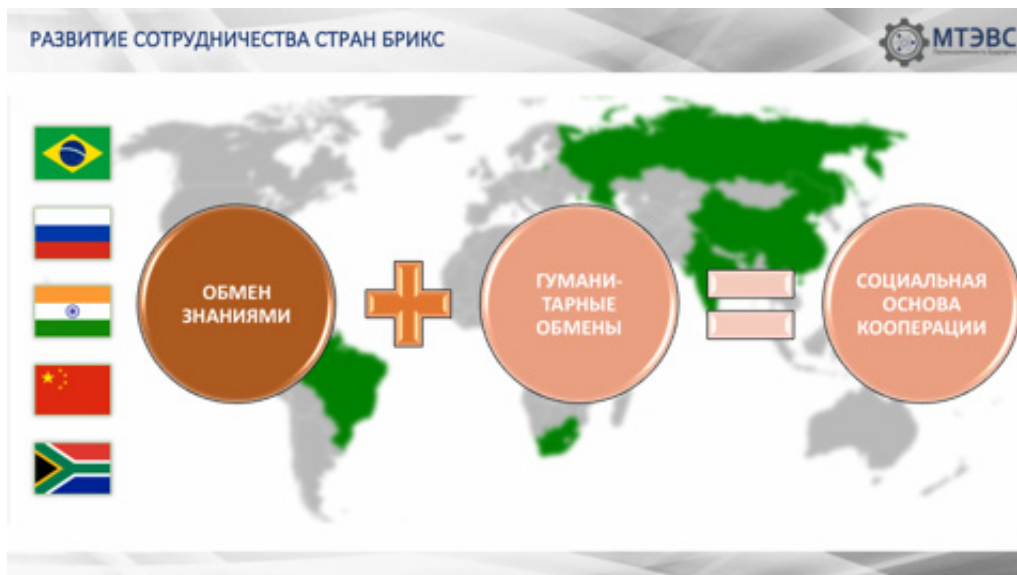 РАЗВИТИЕ СОТРУДНИЧЕСТВА СТРАН БРИКС
МТЭВС
ОБМЕН
ЗНАНИЯМИ
ГУМАНИ-
ТАРНЫЕ
ОБМЕНЫ
СОЦИАЛЬНАЯ
ОСНОВА
КООПЕРАЦИИ